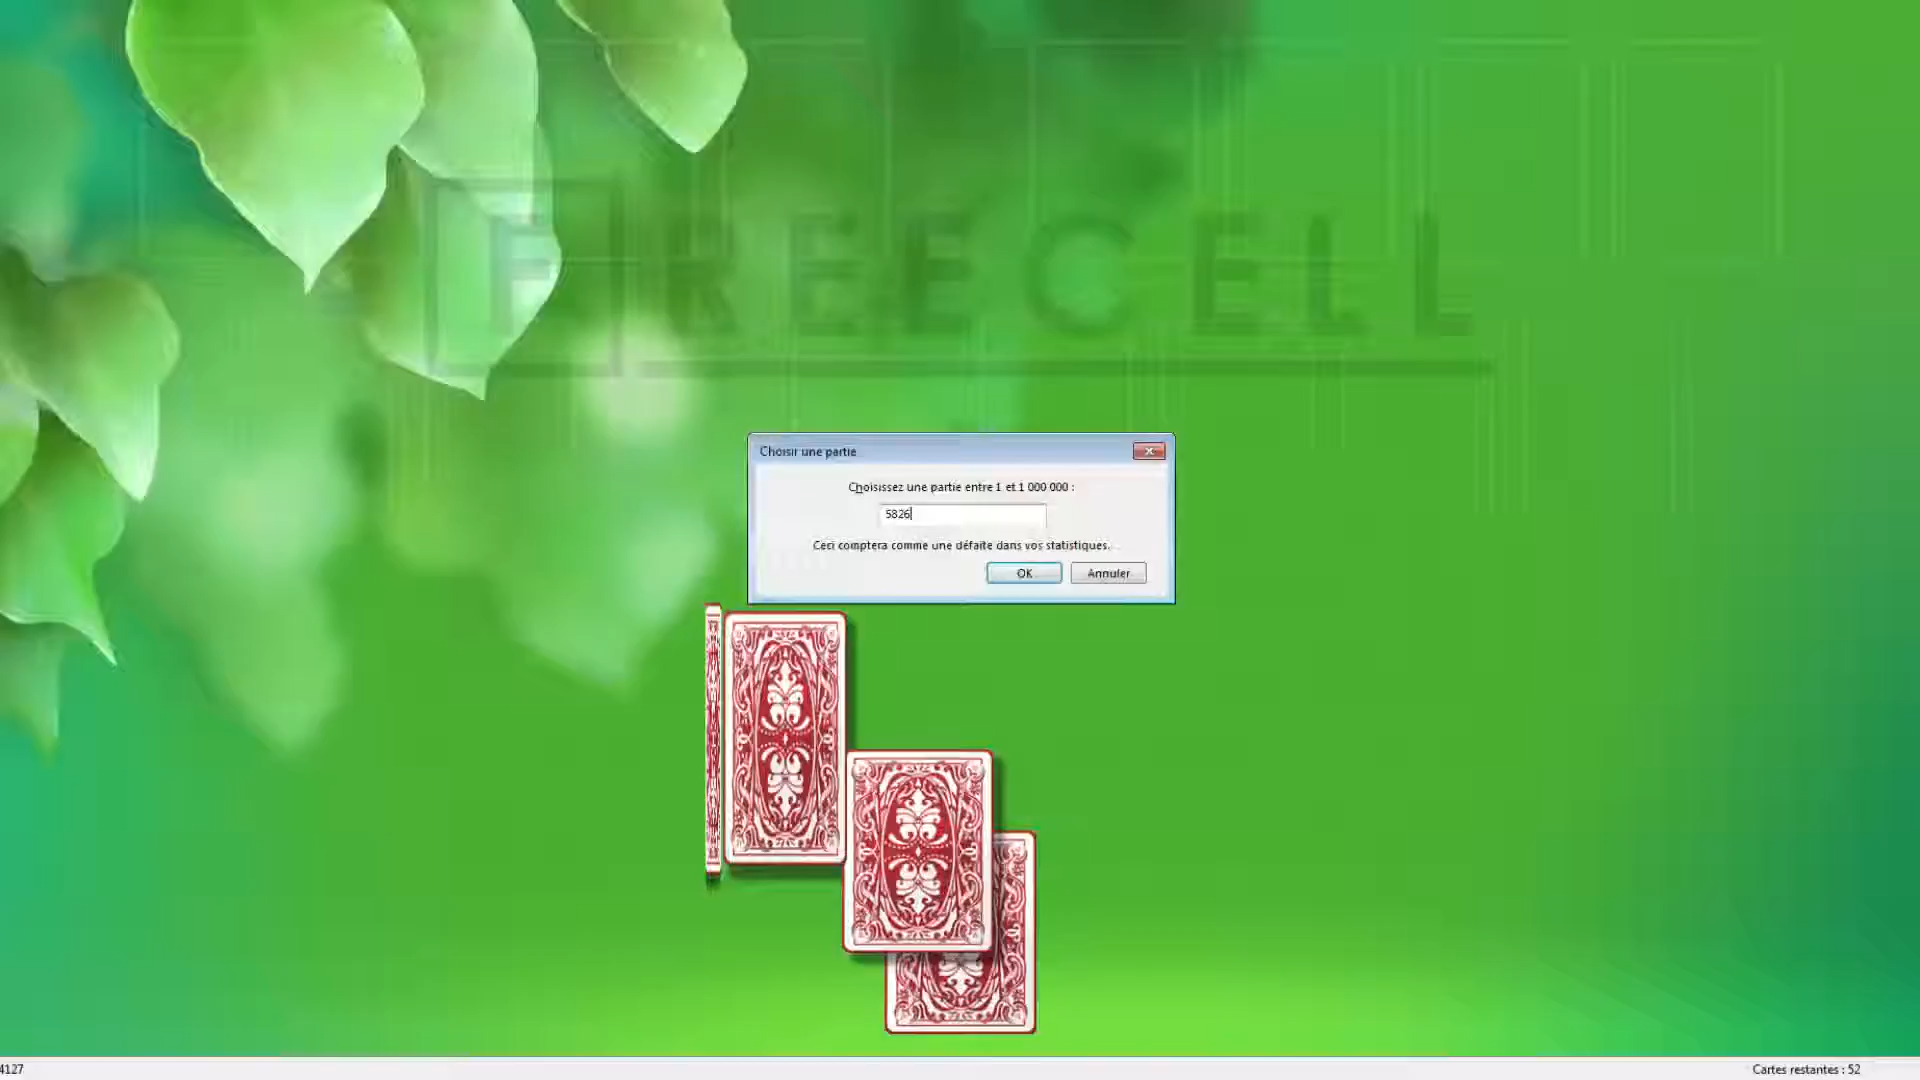 FREECELL
Choisir une partie
Choisissez une partie entre 1 et 1 000 000 :
5826
Ceci comptera comme une défaite dans vos statistiques.
OK
Annuler
4127
Cartes restantes : 52